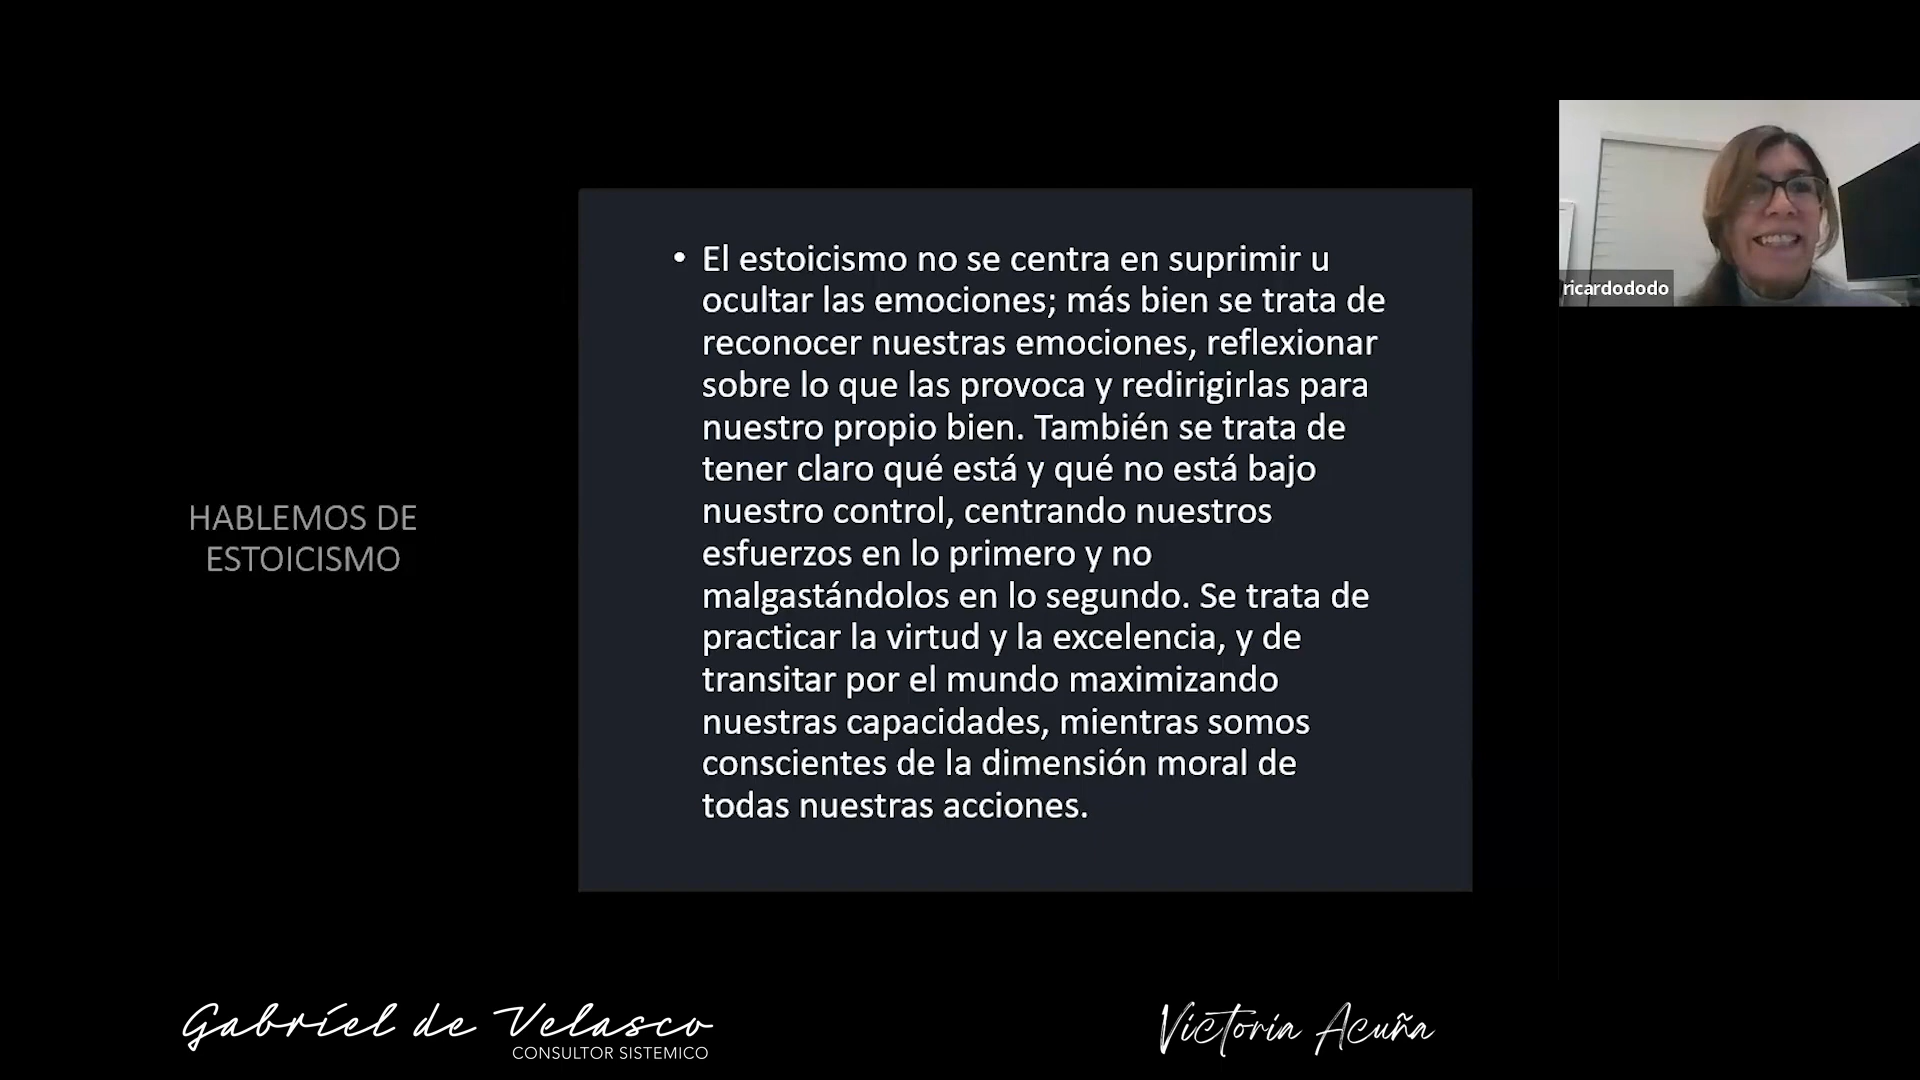 HABLEMOS DE
ESTOICISMO
• El estoicismo no se centra en suprimir u
ocultar las emociones; más bien se trata de
reconocer nuestras emociones, reflexionar
sobre lo que las provoca y redirigirlas para
nuestro propio bien. También se trata de
tener claro qué está y qué no está bajo
nuestro control, centrando nuestros
esfuerzos en lo primero y no
malgastándolos en lo segundo. Se trata de
practicar la virtud y la excelencia, y de
transitar por el mundo maximizando
nuestras capacidades, mientras somos
conscientes de la dimensión moral de
todas nuestras acciones.
ricardododo
Gabríel de Velasco
CONSULTOR SISTEMICO
Victoria Acuña